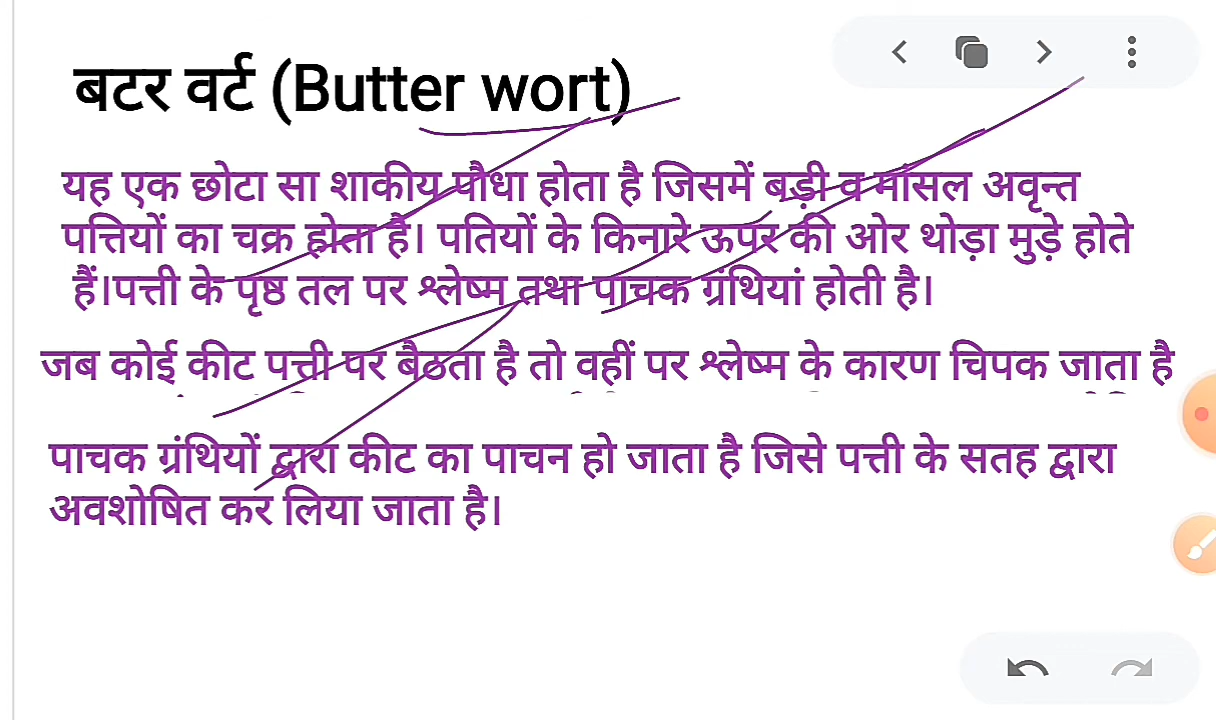 बटर वर्ट (Butter wort)
यह एक छोटा सा शाकीय पौधा होता है जिसमें बड़ी व मांसल अवृन्त
पत्तियों का चक्र होता है। पतियों के किनारे ऊपर की ओर थोड़ा मुड़े होते
हैं।पत्ती के पृष्ठ तल पर श्लेष्म तथा पाचक ग्रंथियां होती है।
जब कोई कीट पत्ती पर बैठता है तो वहीं पर श्लेष्म के कारण चिपक जाता है
पाचक ग्रंथियों द्वारा कीट का पाचन हो जाता है जिसे पत्ती के सतह द्वारा
अवशोषित कर लिया जाता है।